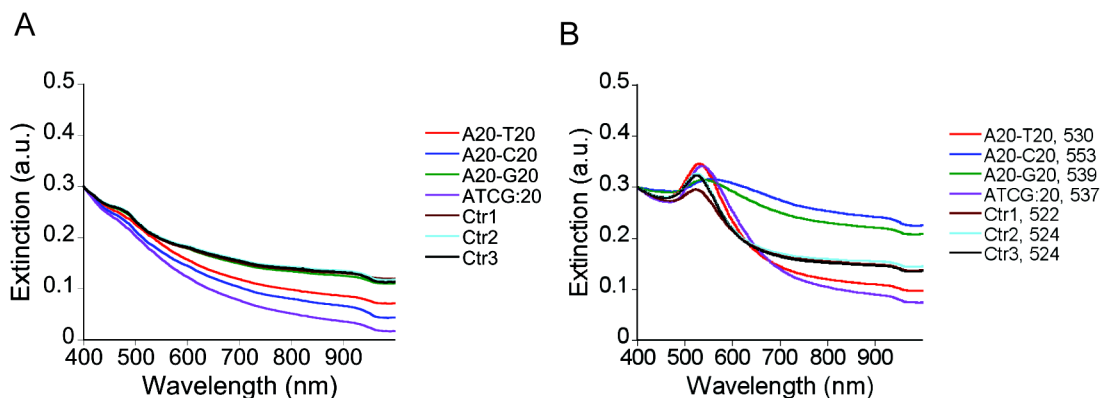 A
Extinction (a.u.)
0.5
0.4
0.3
0.2
0.1
0
400 500 600 700 800 900
Wavelength (nm)
A20-T20
A20-C20
A20-G20
ATCG:20
Ctr1
Ctr2
Ctr3
B
Extinction (a.u.)
0.5
0.4
0.3
0.2
0.1
0
400 500 600 700 800 900
Wavelength (nm)
A20-T20, 530
A20-C20, 553
A20-G20, 539
ATCG:20, 537
Ctr1, 522
Ctr2, 524
Ctr3, 524